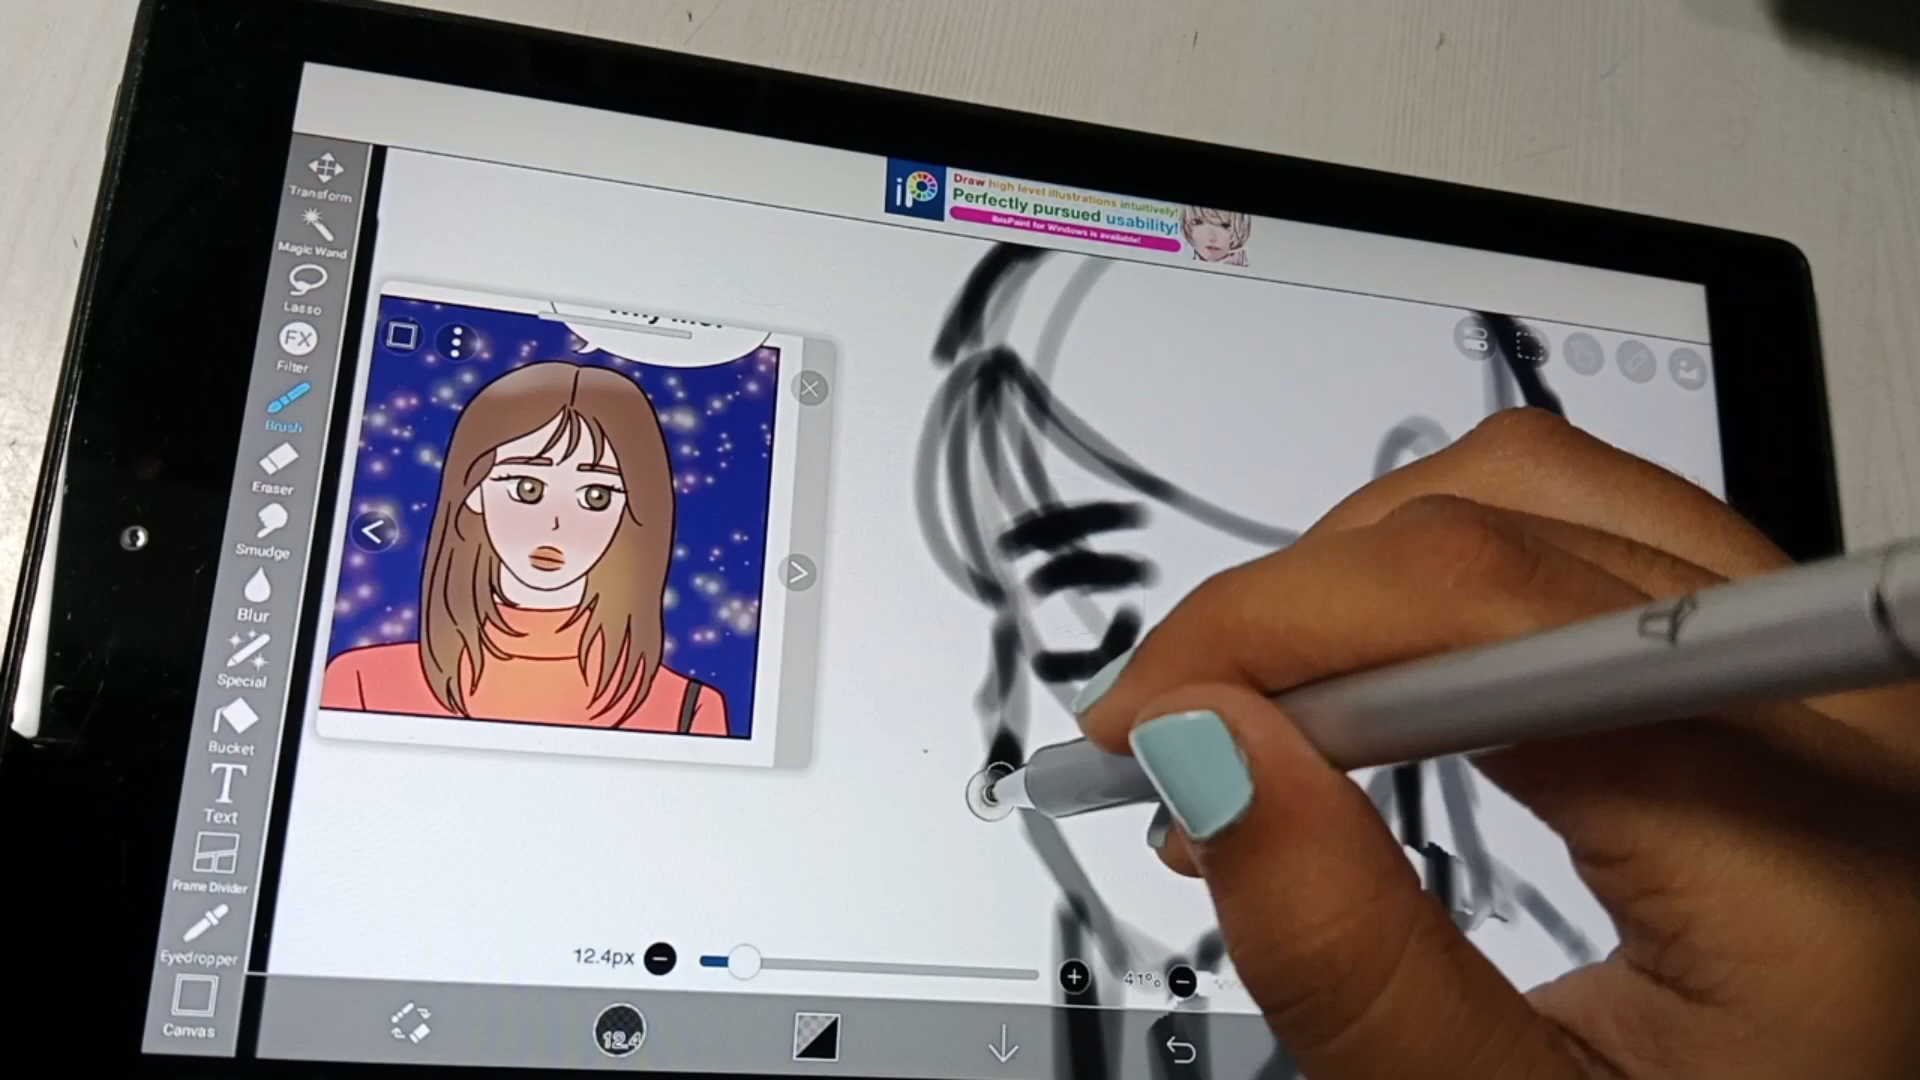 iP
Draw high level illustrations intuitively!
Perfectly pursued usability!
ibisPaint for Windows is available!
Transform
Magic Wand
Lasso
FX
Filter
Brush
Eraser
Smudge
Blur
Special
Bucket
T
Text
Frame Divider
Eyedropper
Canvas
12.4px
41%
12.4